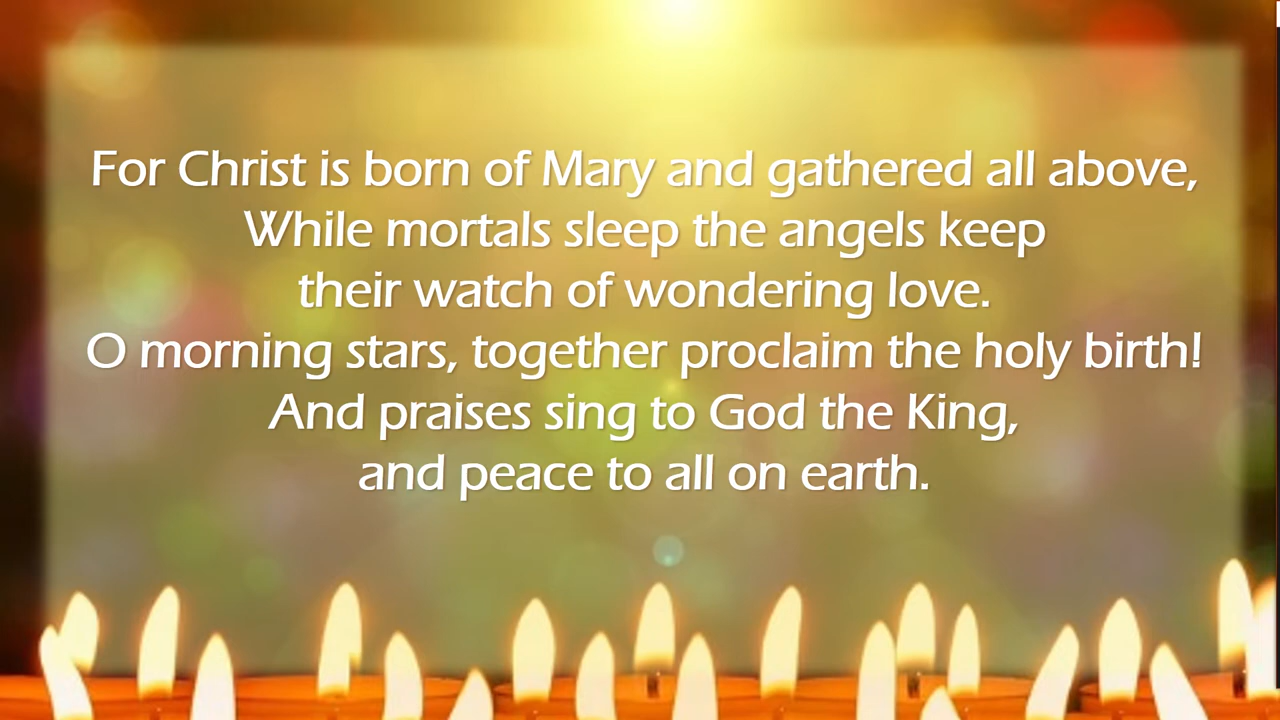 For Christ is born of Mary and gathered all above,
While mortals sleep the angels keep
their watch of wondering love.
O morning stars, together proclaim the holy birth!
And praises sing to God the King,
and peace to all on earth.